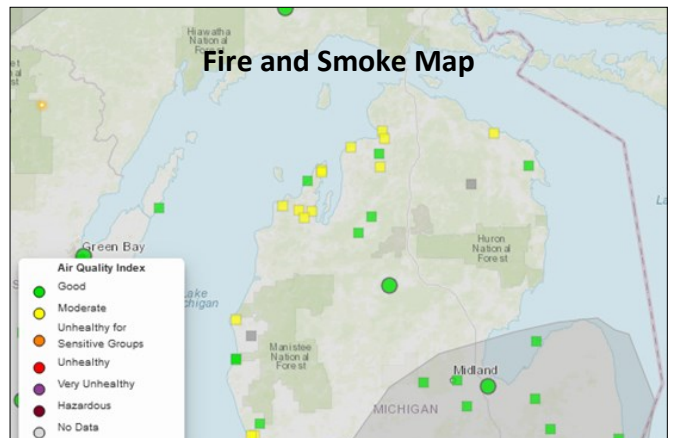 Hiawatha
National
Forest
Fire and Smoke Map
Green Bay
Huron
National
Forest
Lake
Michigan
Manistee
National
Forest
Midland
MICHIGAN
Air Quality Index
Good
Moderate
Unhealthy for
Sensitive Groups
Unhealthy
Very Unhealthy
Hazardous
No Data